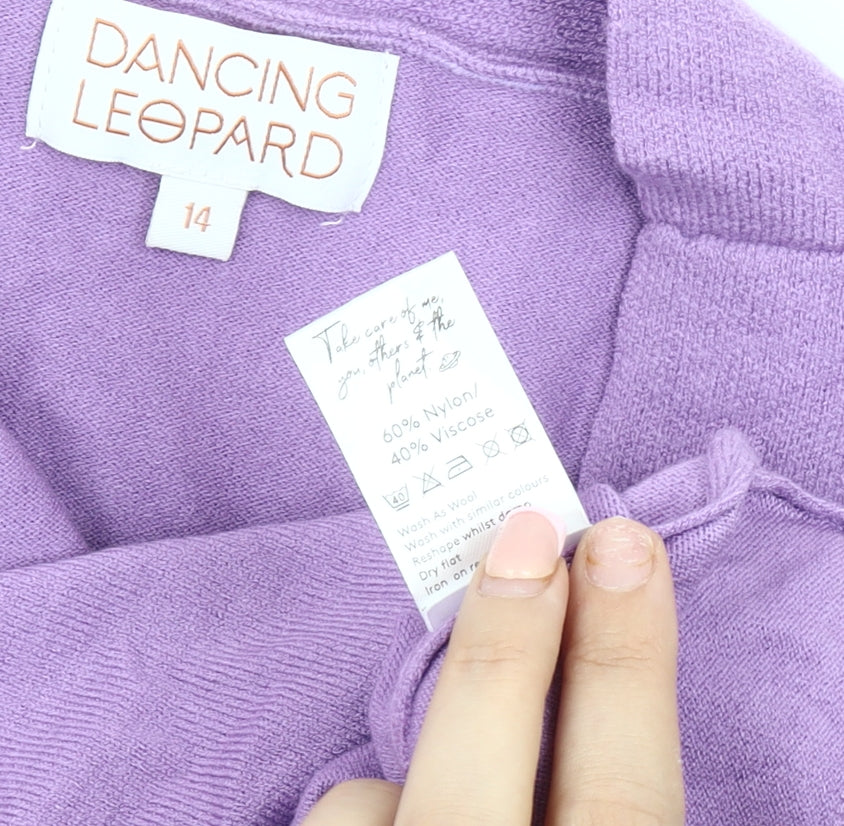 DANCING
LEOPARD
14
Take care of me,
you, others & the
planet.
60% Nylon/
40% Viscose
40
Wash As Wool
Wash with similar colours
Reshape whilst damp
Dry flat
Iron on